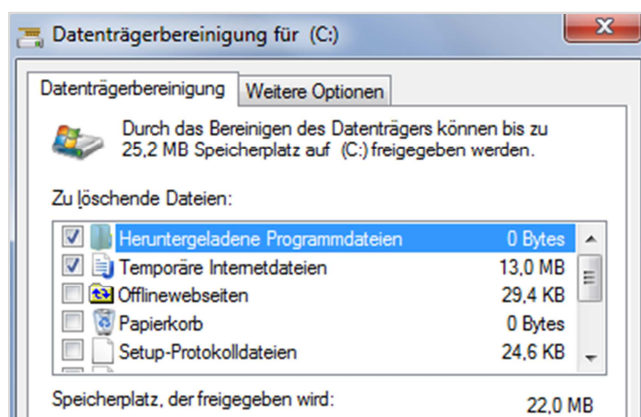 Datenträgerbereinigung für (C:)
Datenträgerbereinigung Weitere Optionen
Durch das Bereinigen des Datenträgers können bis zu
25,2 MB Speicherplatz auf (C:) freigegeben werden.
Zu löschende Dateien:
Heruntergeladene Programmdateien 0 Bytes
Temporäre Internetdateien 13,0 MB
Offlinewebseiten 29,4 KB
Papierkorb 0 Bytes
Setup-Protokolldateien 24,6 KB
Speicherplatz, der freigegeben wird: 22,0 MB